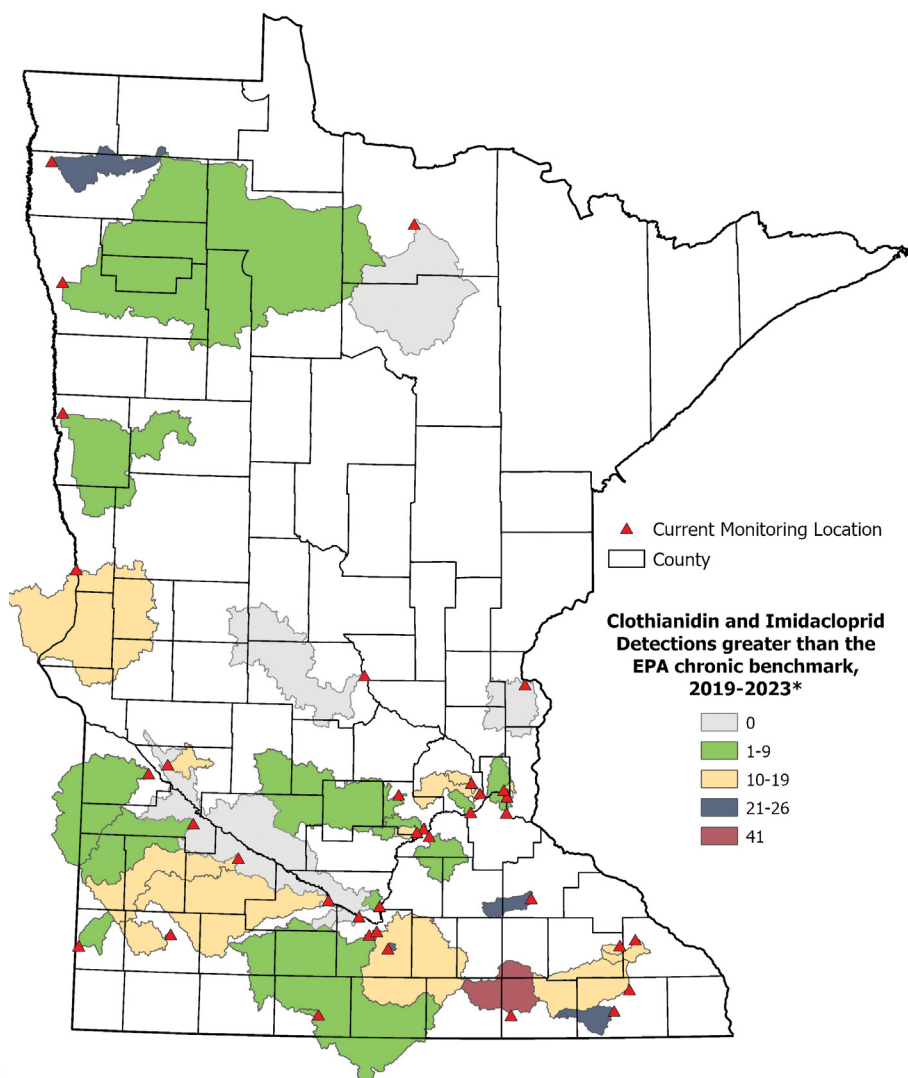 Current Monitoring Location
County
Clothianidin and Imidacloprid
Detections greater than the
EPA chronic benchmark,
2019-2023*
0
1-9
10-19
21-26
41